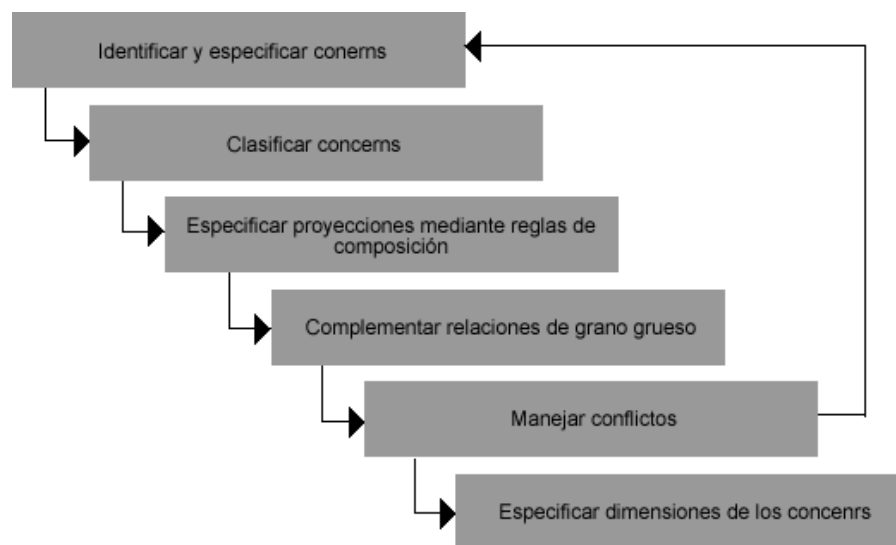 Identificar y especificar conerns
Clasificar concerns
Especificar proyecciones mediante reglas de
composición
Complementar relaciones de grano grueso
Manejar conflictos
Especificar dimensiones de los concenrs